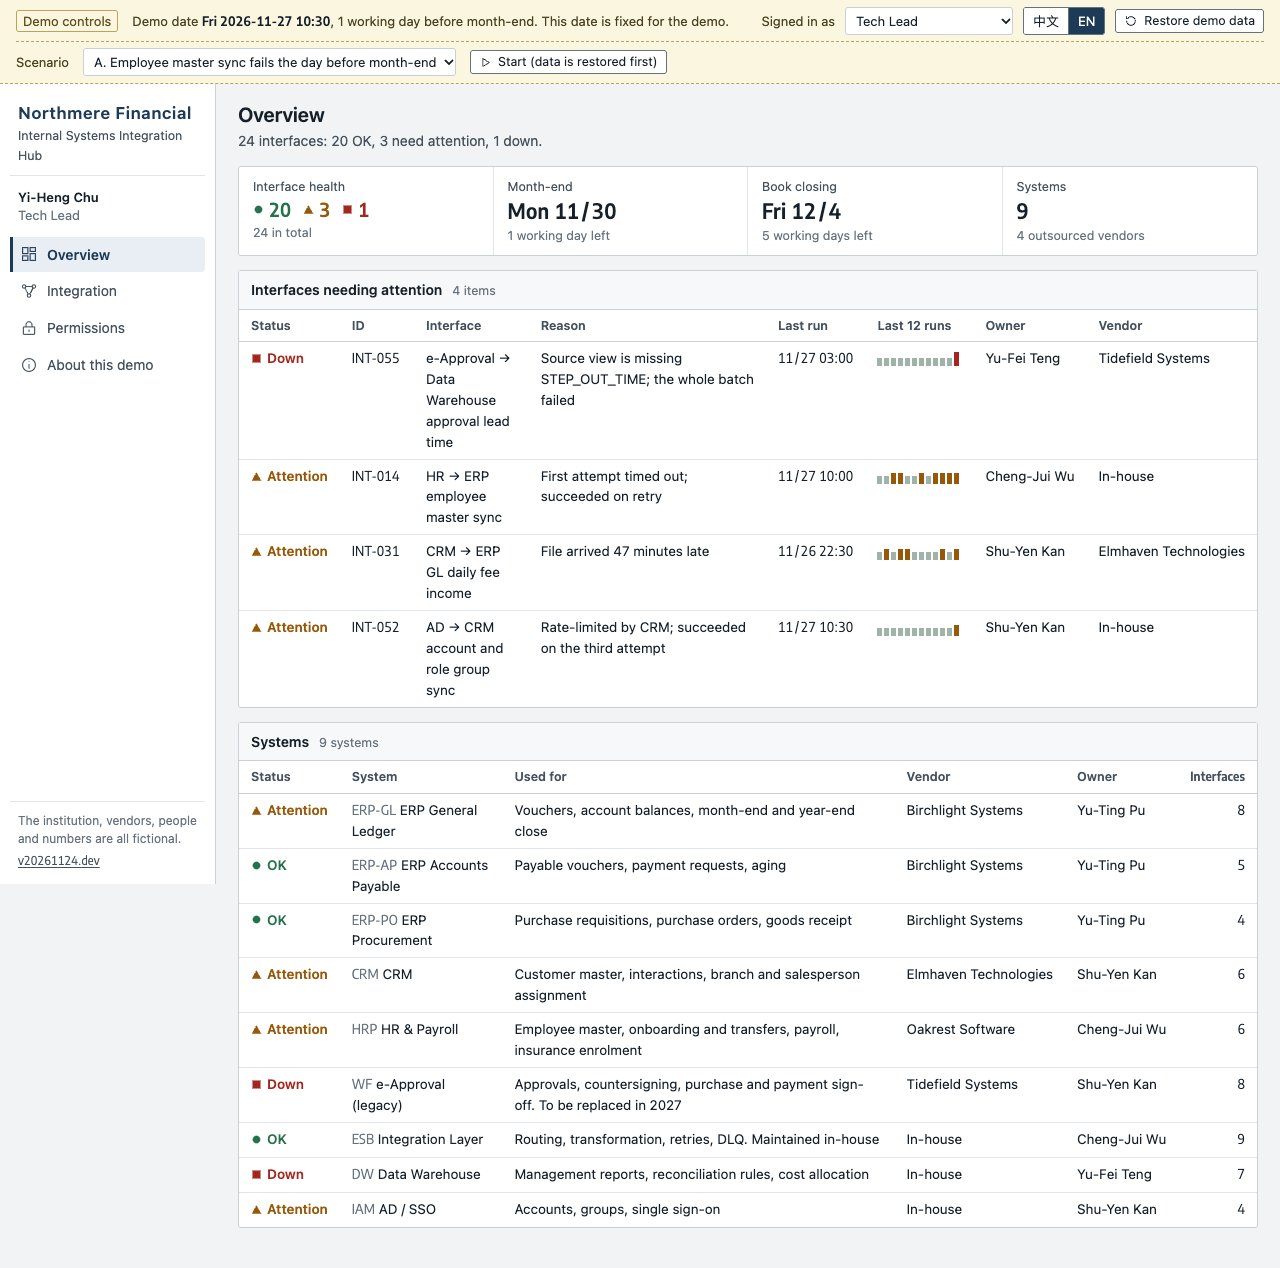 Demo controls Demo date Fri 2026-11-27 10:30, 1 working day before month-end. This date is fixed for the demo. Signed in as Tech Lead 中文 EN Restore demo data
Scenario A. Employee master sync fails the day before month-end Start (data is restored first)
Northmere Financial
Internal Systems Integration
Hub
Yi-Heng Chu
Tech Lead
Overview
Integration
Permissions
About this demo
The institution, vendors, people
and numbers are all fictional.
v20261124.dev
Overview
24 interfaces: 20 OK, 3 need attention, 1 down.
Interface health
20 3 1
24 in total
Month-end
Mon 11/30
1 working day left
Book closing
Fri 12/4
5 working days left
Systems
9
4 outsourced vendors
Interfaces needing attention 4 items
Status ID Interface Reason Last run Last 12 runs Owner Vendor
Down INT-055 e-Approval → Source view is missing 11/27 03:00 Yu-Fei Teng Tidefield Systems
Data STEP_OUT_TIME; the whole batch
Warehouse failed
approval lead
time
Attention INT-014 HR → ERP First attempt timed out; 11/27 10:00 Cheng-Jui Wu In-house
employee succeeded on retry
master sync
Attention INT-031 CRM → ERP File arrived 47 minutes late 11/26 22:30 Shu-Yen Kan Elmhaven Technologies
GL daily fee
income
Attention INT-052 AD → CRM Rate-limited by CRM; succeeded 11/27 10:30 Shu-Yen Kan In-house
account and on the third attempt
role group
sync
Systems 9 systems
Status System Used for Vendor Owner Interfaces
Attention ERP-GL ERP General Vouchers, account balances, month-end and year-end Birchlight Systems Yu-Ting Pu 8
Ledger close
OK ERP-AP ERP Accounts Payable vouchers, payment requests, aging Birchlight Systems Yu-Ting Pu 5
Payable
OK ERP-PO ERP Purchase requisitions, purchase orders, goods receipt Birchlight Systems Yu-Ting Pu 4
Procurement
Attention CRM CRM Customer master, interactions, branch and salesperson Elmhaven Technologies Shu-Yen Kan 6
assignment
Attention HRP HR & Payroll Employee master, onboarding and transfers, payroll, Oakrest Software Cheng-Jui Wu 6
insurance enrolment
Down WF e-Approval Approvals, countersigning, purchase and payment sign- Tidefield Systems Shu-Yen Kan 8
(legacy) off. To be replaced in 2027
OK ESB Integration Layer Routing, transformation, retries, DLQ. Maintained in-house In-house Cheng-Jui Wu 9
Down DW Data Warehouse Management reports, reconciliation rules, cost allocation In-house Yu-Fei Teng 7
Attention IAM AD / SSO Accounts, groups, single sign-on In-house Shu-Yen Kan 4